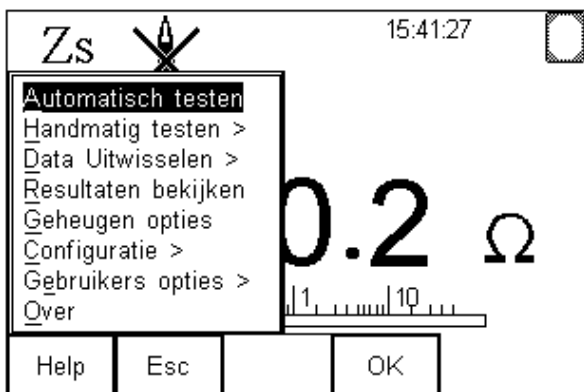 Zs 15:41:27
Automatisch testen
Handmatig testen >
Data Uitwisselen >
Resultaten bekijken
Geheugen opties
Configuratie >
Gebruikers opties >
Over
0.2 Ω
1 10
Help Esc OK